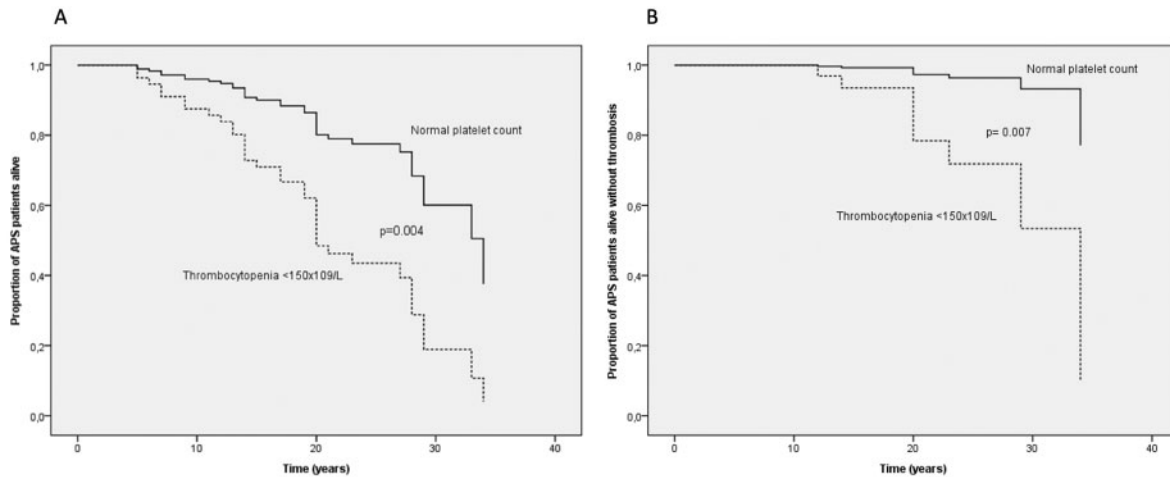 A
B
Proportion of APS patients alive
1,0
0,8
0,6
0,4
0,2
0,0
Normal platelet count
p=0.004
Thrombocytopenia <150x109/L
0
10
20
30
40
Time (years)
Proportion of APS patients alive without thrombosis
1,0
0,8
0,6
0,4
0,2
0,0
Normal platelet count
p= 0.007
Thrombocytopenia <150x109/L
0
10
20
30
40
Time (years)